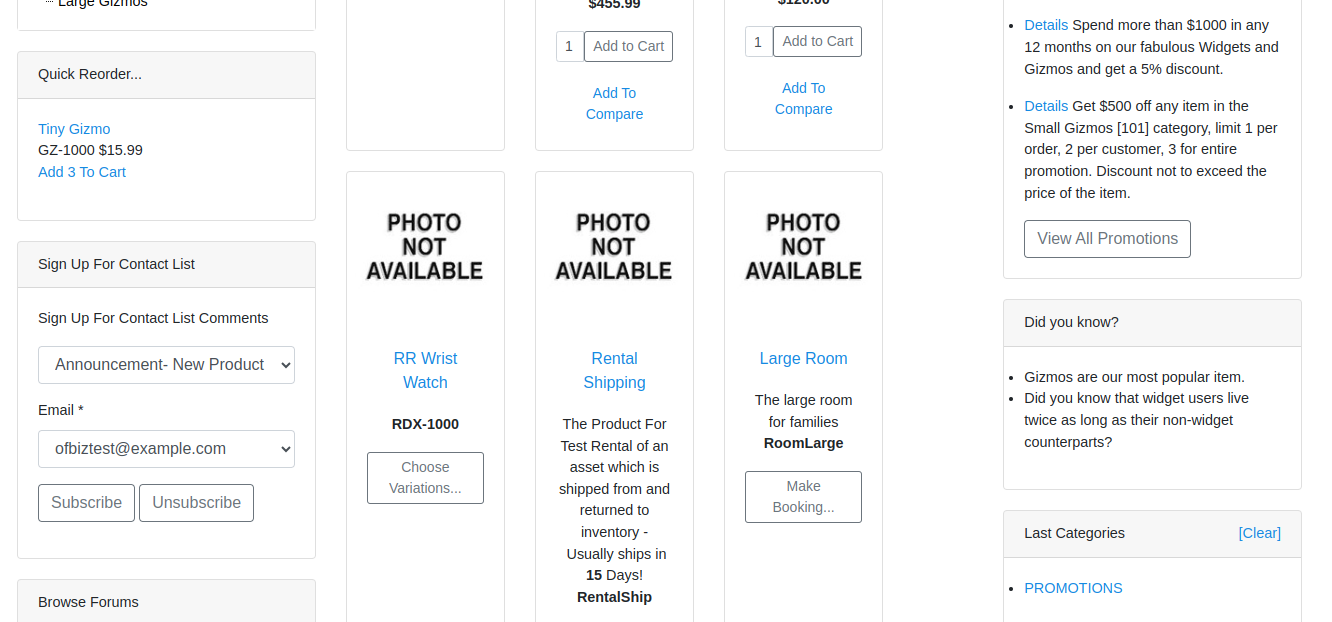 Large Gizmos
Quick Reorder...
Tiny Gizmo
GZ-1000 $15.99
Add 3 To Cart
Sign Up For Contact List
Sign Up For Contact List Comments
Announcement- New Product
Email *
ofbiztest@example.com
Subscribe
Unsubscribe
Browse Forums
$455.99
1
Add to Cart
Add To
Compare
$120.00
1
Add to Cart
Add To
Compare
PHOTO
NOT
AVAILABLE
RR Wrist
Watch
RDX-1000
Choose
Variations...
PHOTO
NOT
AVAILABLE
Rental
Shipping
The Product For
Test Rental of an
asset which is
shipped from and
returned to
inventory -
Usually ships in
15 Days!
RentalShip
PHOTO
NOT
AVAILABLE
Large Room
The large room
for families
RoomLarge
Make
Booking...
Details Spend more than $1000 in any
12 months on our fabulous Widgets and
Gizmos and get a 5% discount.
Details Get $500 off any item in the
Small Gizmos [101] category, limit 1 per
order, 2 per customer, 3 for entire
promotion. Discount not to exceed the
price of the item.
View All Promotions
Did you know?
Gizmos are our most popular item.
Did you know that widget users live
twice as long as their non-widget
counterparts?
Last Categories
[Clear]
PROMOTIONS